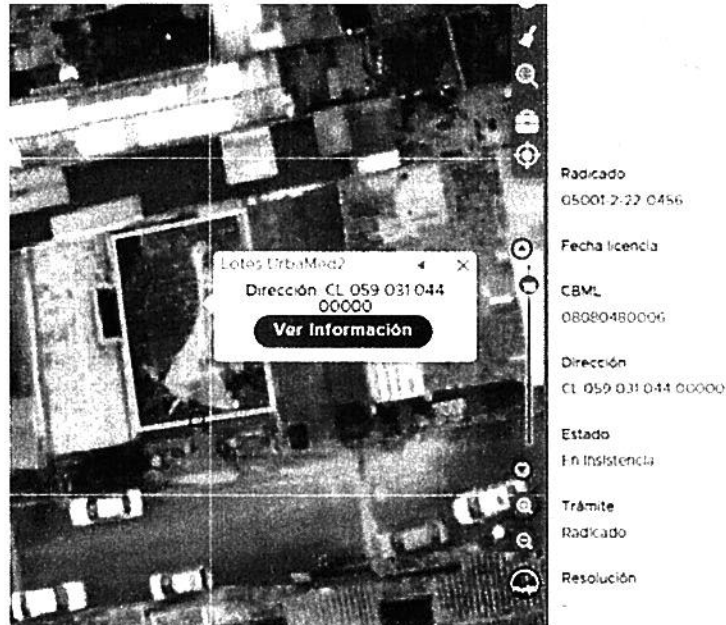 Lotes UrbaMed2
Dirección: CL 059 031 044
00000
Ver Información
Radicado
05001-2-22-0456
Fecha licencia
CBML
08080480006
Dirección
CL 059 031 044 00000
Estado
En Insistencia
Trámite
Radicado
Resolución
-